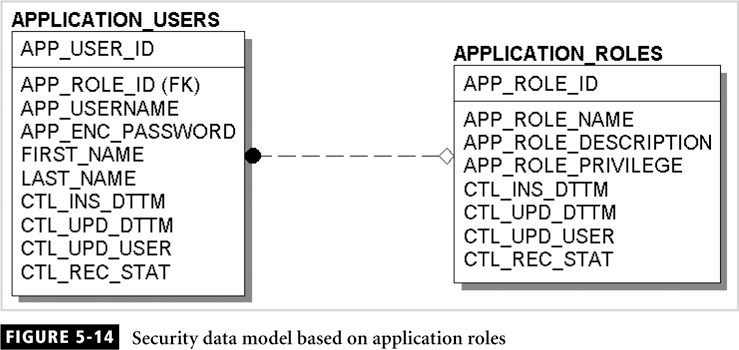 APPLICATION_USERS
APP_USER_ID
APP_ROLE_ID (FK)
APP_USERNAME
APP_ENC_PASSWORD
FIRST_NAME
LAST_NAME
CTL_INS_DTTM
CTL_UPD_DTTM
CTL_UPD_USER
CTL_REC_STAT
APPLICATION_ROLES
APP_ROLE_ID
APP_ROLE_NAME
APP_ROLE_DESCRIPTION
APP_ROLE_PRIVILEGE
CTL_INS_DTTM
CTL_UPD_DTTM
CTL_UPD_USER
CTL_REC_STAT
FIGURE 5-14 Security data model based on application roles